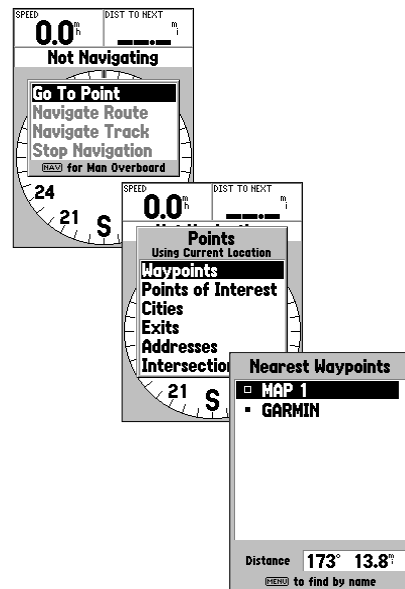 SPEED DIST TO NEXT
0.0 m h __._ m i
Not Navigating
Go To Point
Navigate Route
Navigate Track
Stop Navigation
NAV for Man Overboard
24 21 S
SPEED DIST TO NEXT
0.0 m h __._ m i
Points
Using Current Location
Waypoints
Points of Interest
Cities
Exits
Addresses
Intersection
21 S
Nearest Waypoints
MAP 1
GARMIN
Distance 173° 13.8 m i
MENU to find by name